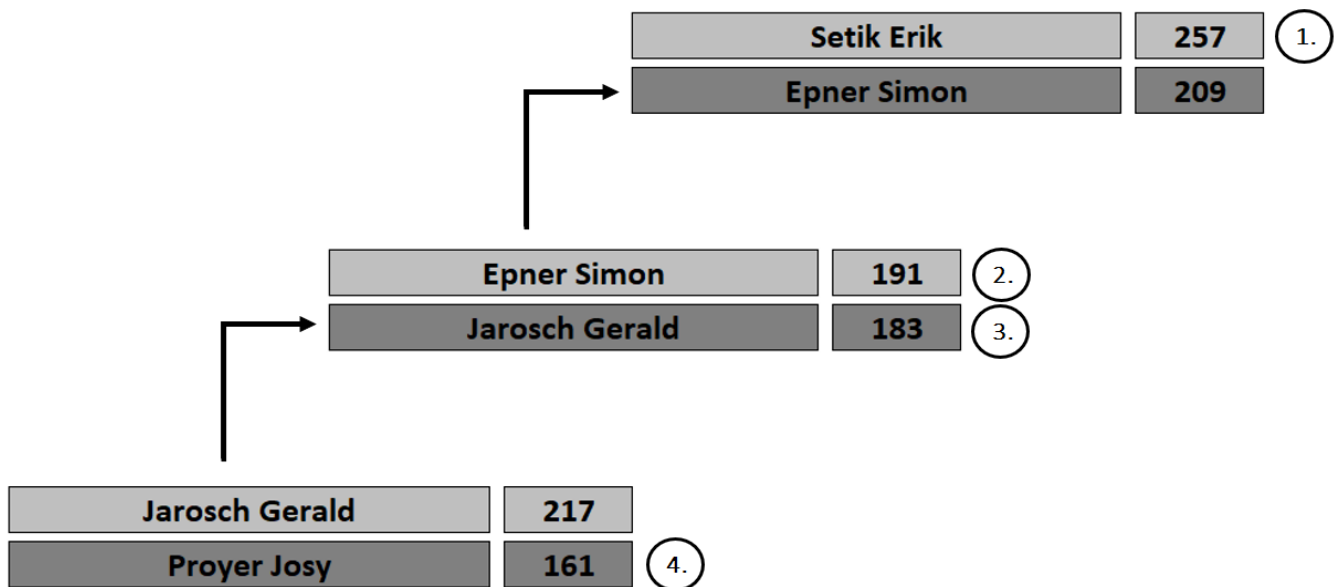 Setik Erik 257 1.
Epner Simon 209
Epner Simon 191 2.
Jarosch Gerald 183 3.
Jarosch Gerald 217
Proyer Josy 161 4.